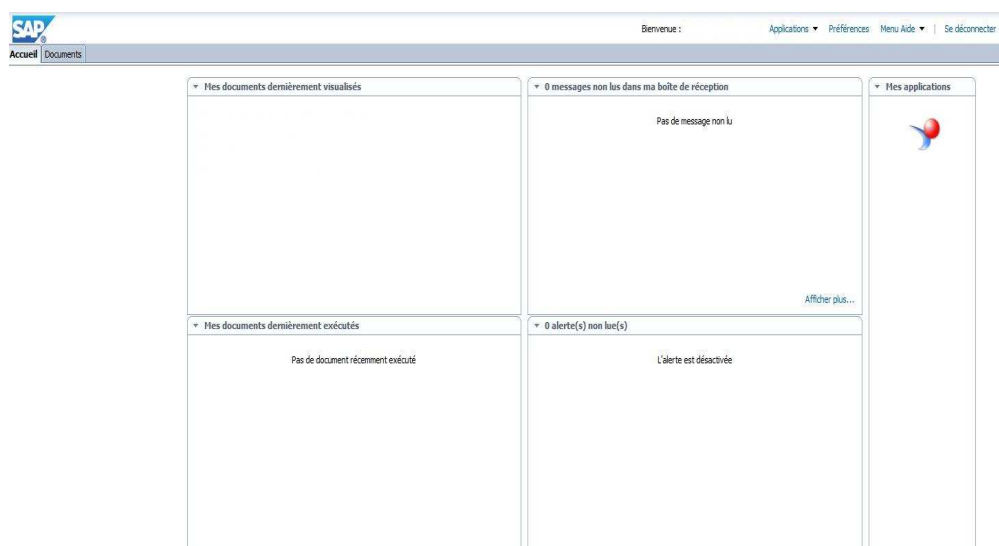 SAP®
Bienvenue :
Applications ▼ Préférences Menu Aide ▼ | Se déconnecter
Accueil Documents
Mes documents dernièrement visualisés
0 messages non lus dans ma boîte de réception
Mes applications
Pas de message non lu
Afficher plus...
Mes documents dernièrement exécutés
0 alerte(s) non lue(s)
Pas de document récemment exécuté
L'alerte est désactivée